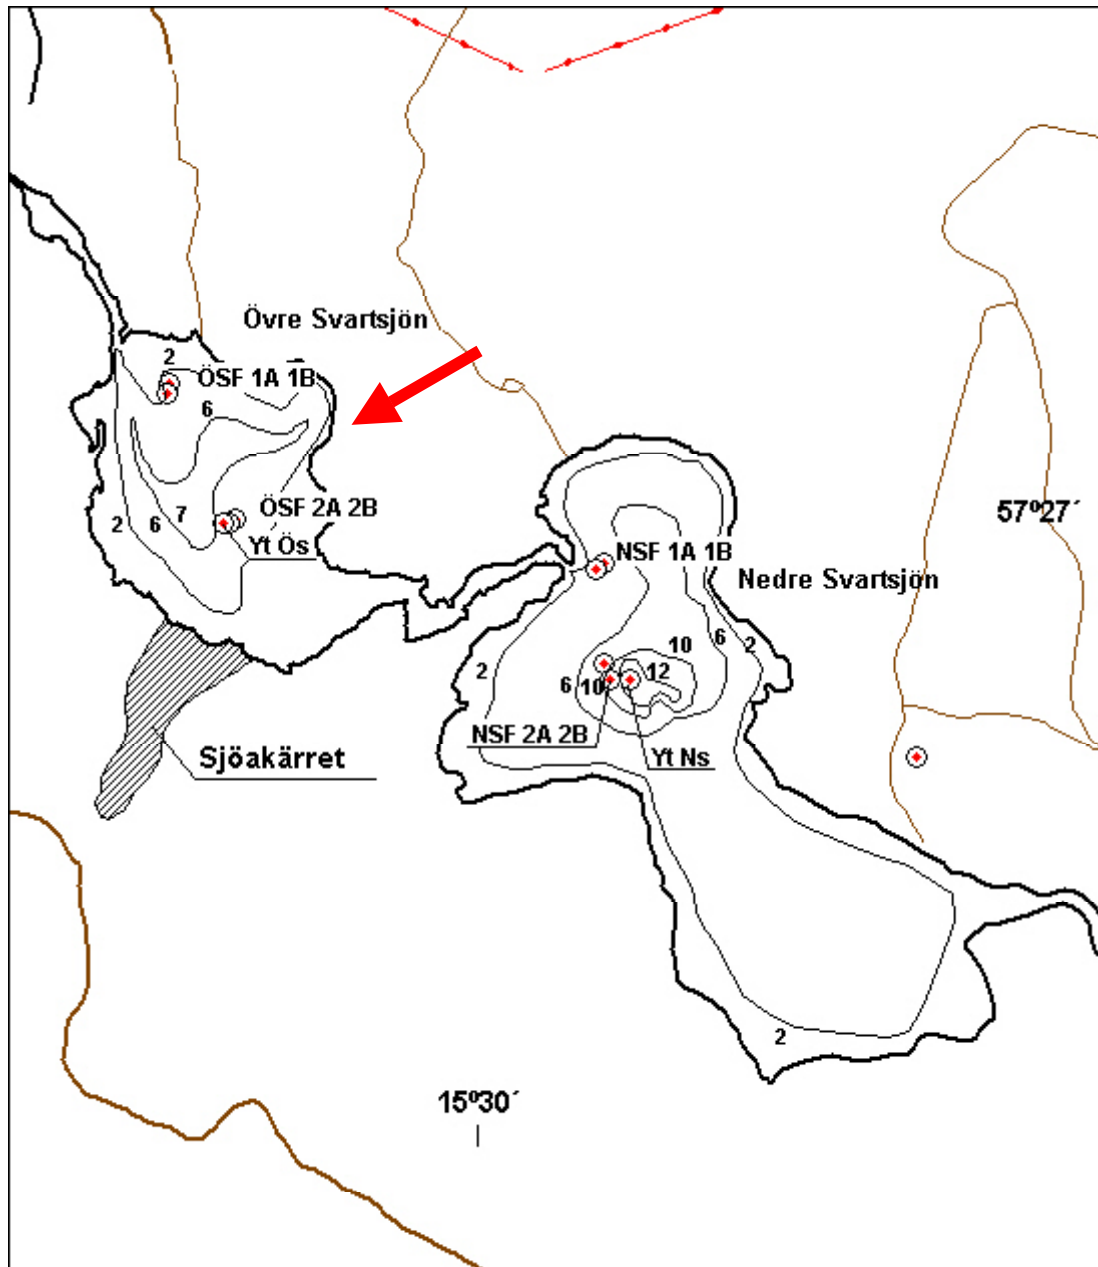 Övre Svartsjön
2
ÖSF 1A 1B
6
57º27´
ÖSF 2A 2B
7
6
2
Yt Ös
NSF 1A 1B
Nedre Svartsjön
6
2
10
2
12
6
10
NSF 2A 2B
Yt Ns
Sjöakärret
2
15º30´